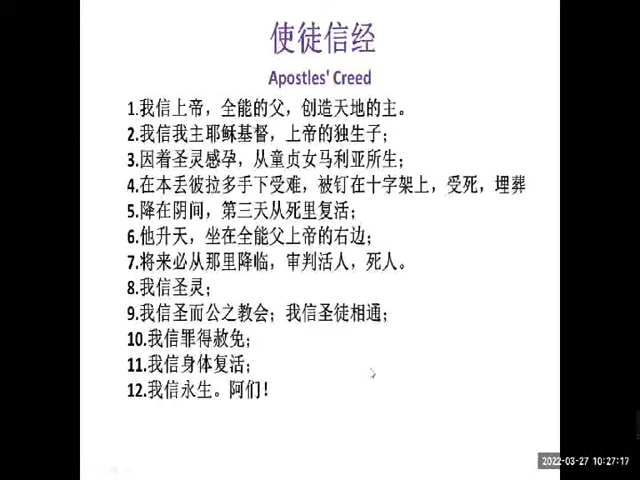 使徒信经
Apostles' Creed
1.我信上帝，全能的父，创造天地的主。
2.我信我主耶稣基督，上帝的独生子；
3.因着圣灵感孕，从童贞女马利亚所生；
4.在本丢彼拉多手下受难，被钉在十字架上，受死，埋葬
5.降在阴间，第三天从死里复活；
6.他升天，坐在全能父上帝的右边；
7.将来必从那里降临，审判活人，死人。
8.我信圣灵；
9.我信圣而公之教会；我信圣徒相通；
10.我信罪得赦免；
11.我信身体复活；
12.我信永生。阿们！
2022-03-27 10:27:17